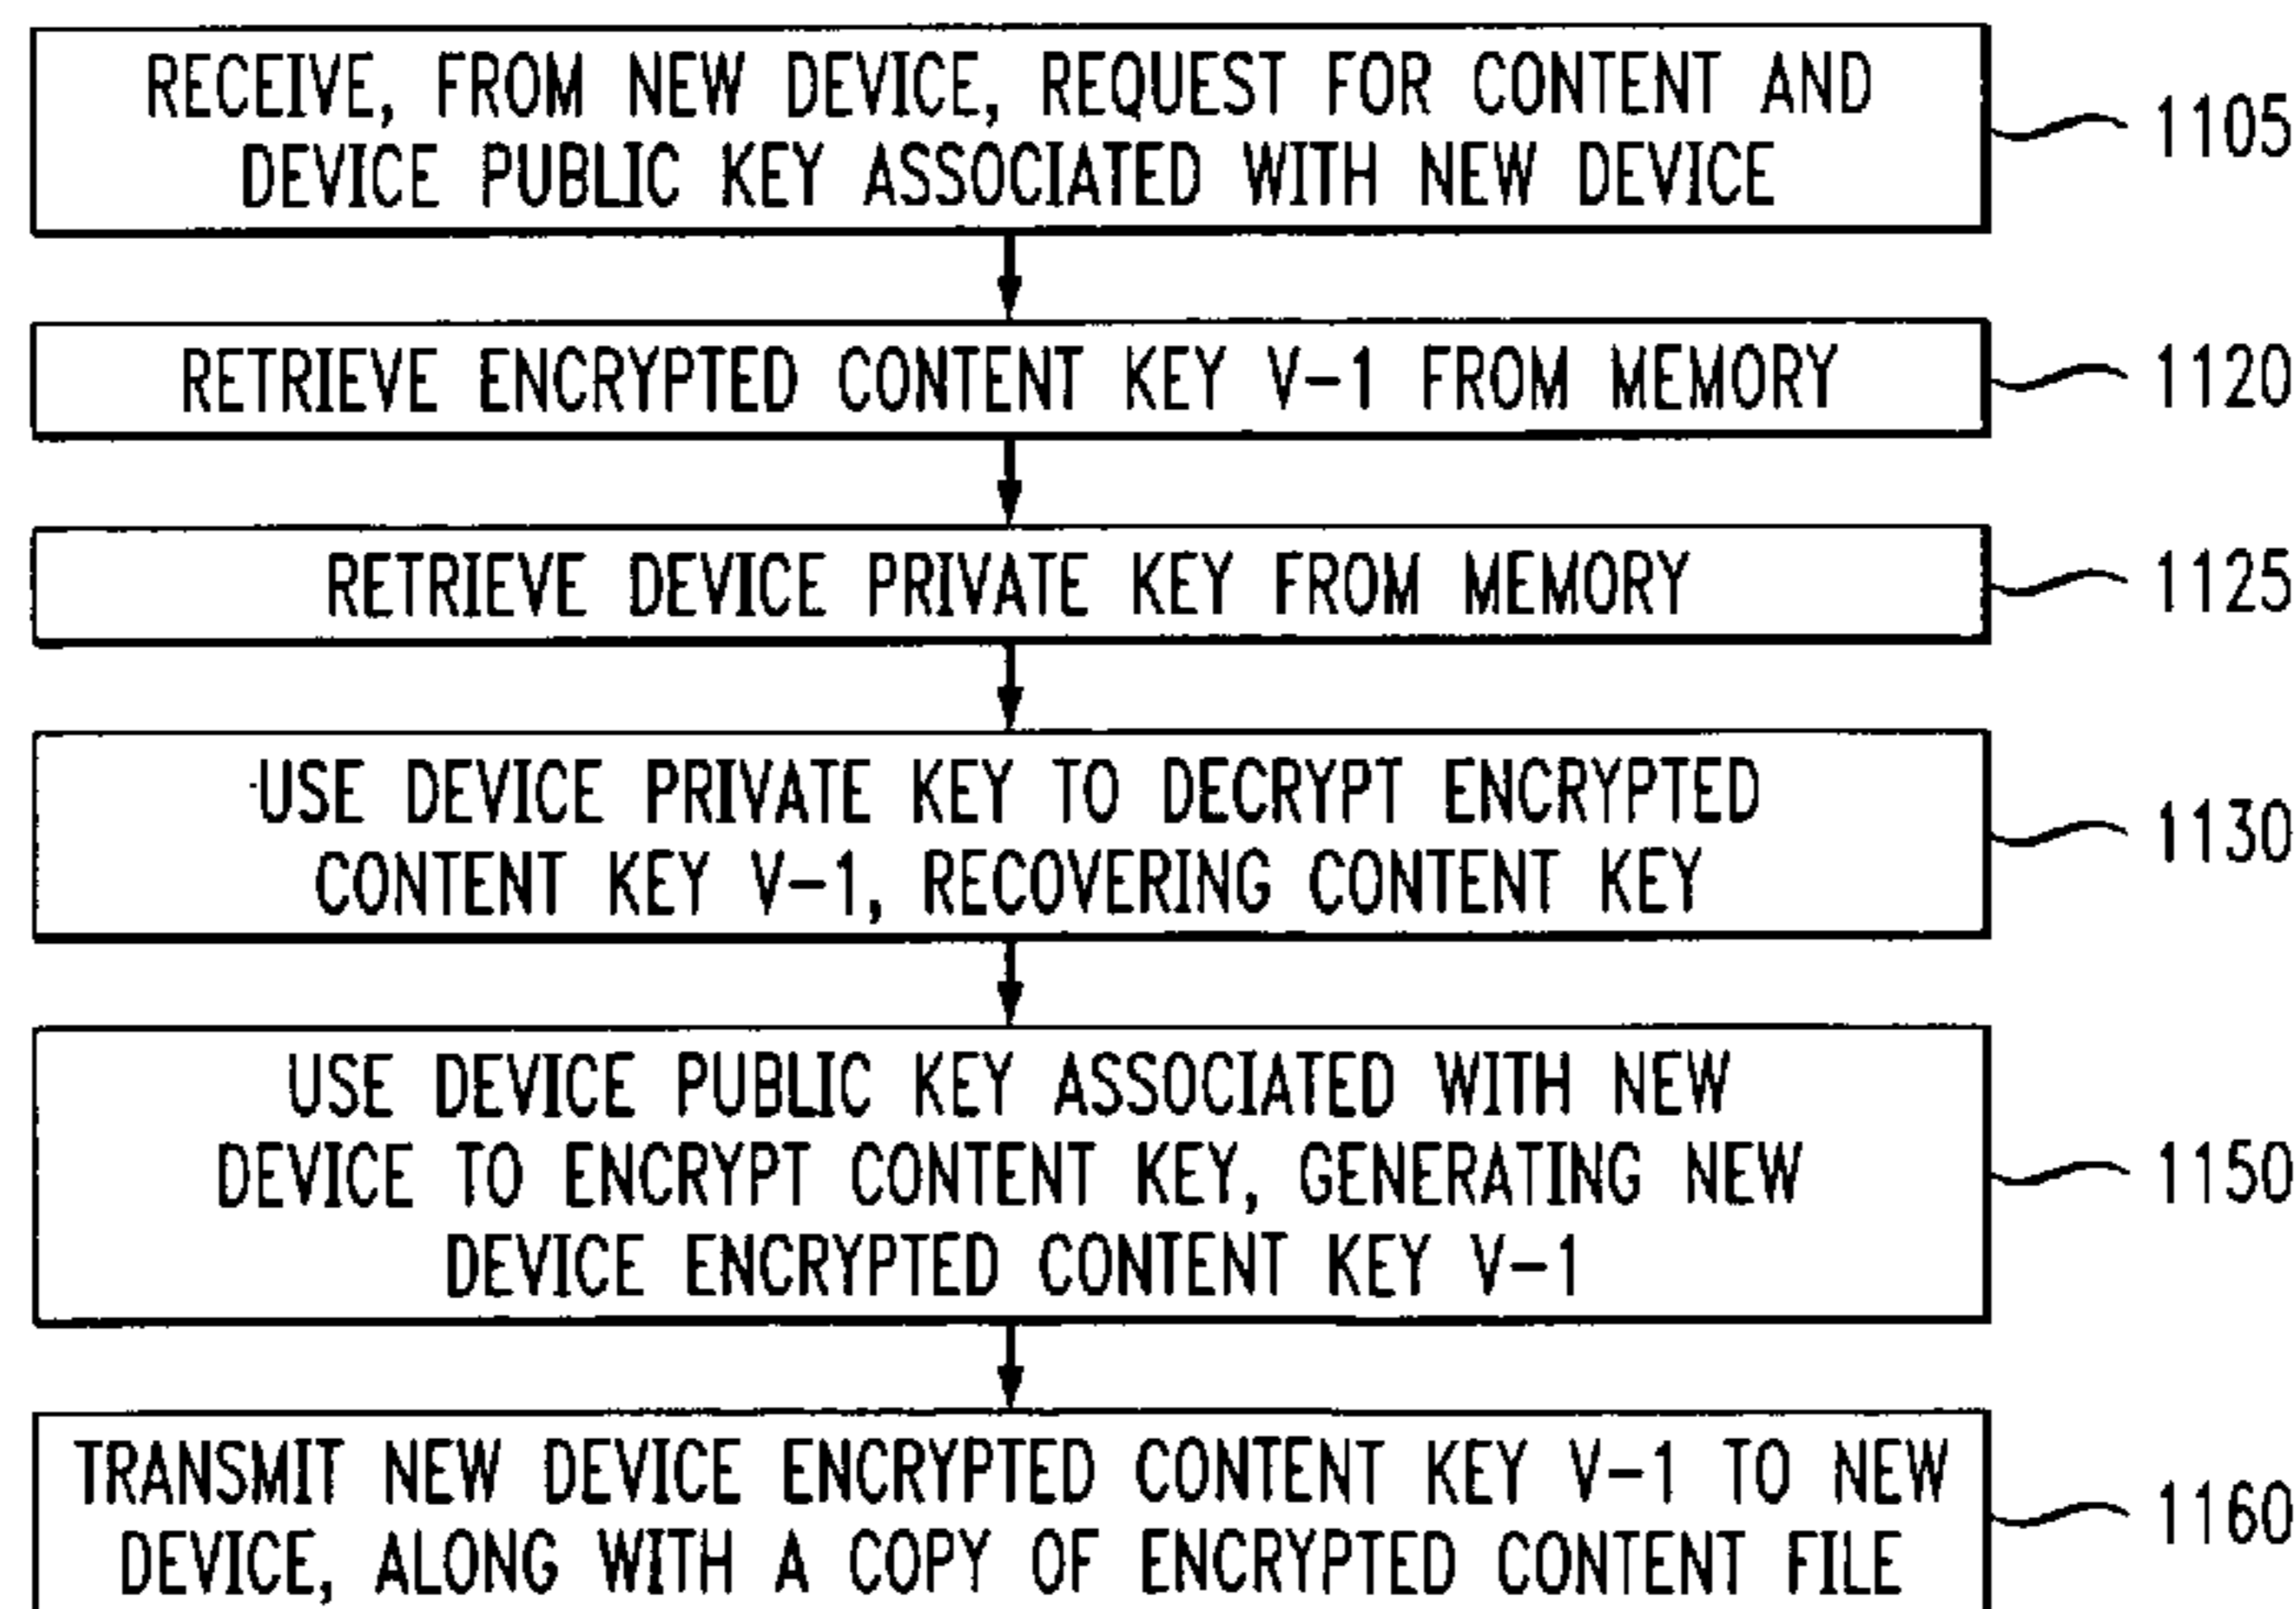 RECEIVE, FROM NEW DEVICE, REQUEST FOR CONTENT AND
DEVICE PUBLIC KEY ASSOCIATED WITH NEW DEVICE
1105
RETRIEVE ENCRYPTED CONTENT KEY V-1 FROM MEMORY
1120
RETRIEVE DEVICE PRIVATE KEY FROM MEMORY
1125
USE DEVICE PRIVATE KEY TO DECRYPT ENCRYPTED
CONTENT KEY V-1, RECOVERING CONTENT KEY
1130
USE DEVICE PUBLIC KEY ASSOCIATED WITH NEW
DEVICE TO ENCRYPT CONTENT KEY, GENERATING NEW
DEVICE ENCRYPTED CONTENT KEY V-1
1150
TRANSMIT NEW DEVICE ENCRYPTED CONTENT KEY V-1 TO NEW
DEVICE, ALONG WITH A COPY OF ENCRYPTED CONTENT FILE
1160